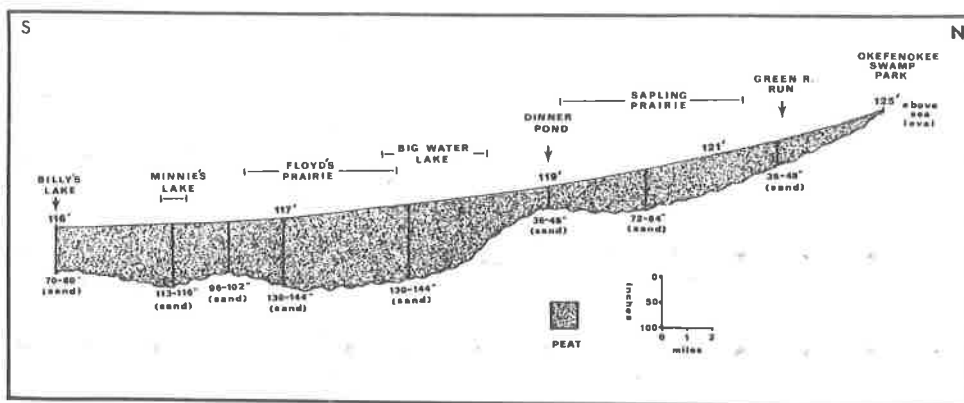 S
N
OKEFENOKEE
SWAMP
PARK
GREEN R.
RUN
125' above
sea
level
SAPLING
PRAIRIE
DINNER
POND
BIG WATER
LAKE
FLOYD'S
PRAIRIE
MINNIE'S
LAKE
BILLY'S
LAKE
121'
119'
117'
116'
36-48"
(sand)
36-48"
(sand)
72-84"
(sand)
70-80"
(sand)
113-116"
(sand)
96-102"
(sand)
130-144"
(sand)
130-144"
(sand)
PEAT
inches
0
50
100
0 1 2
miles